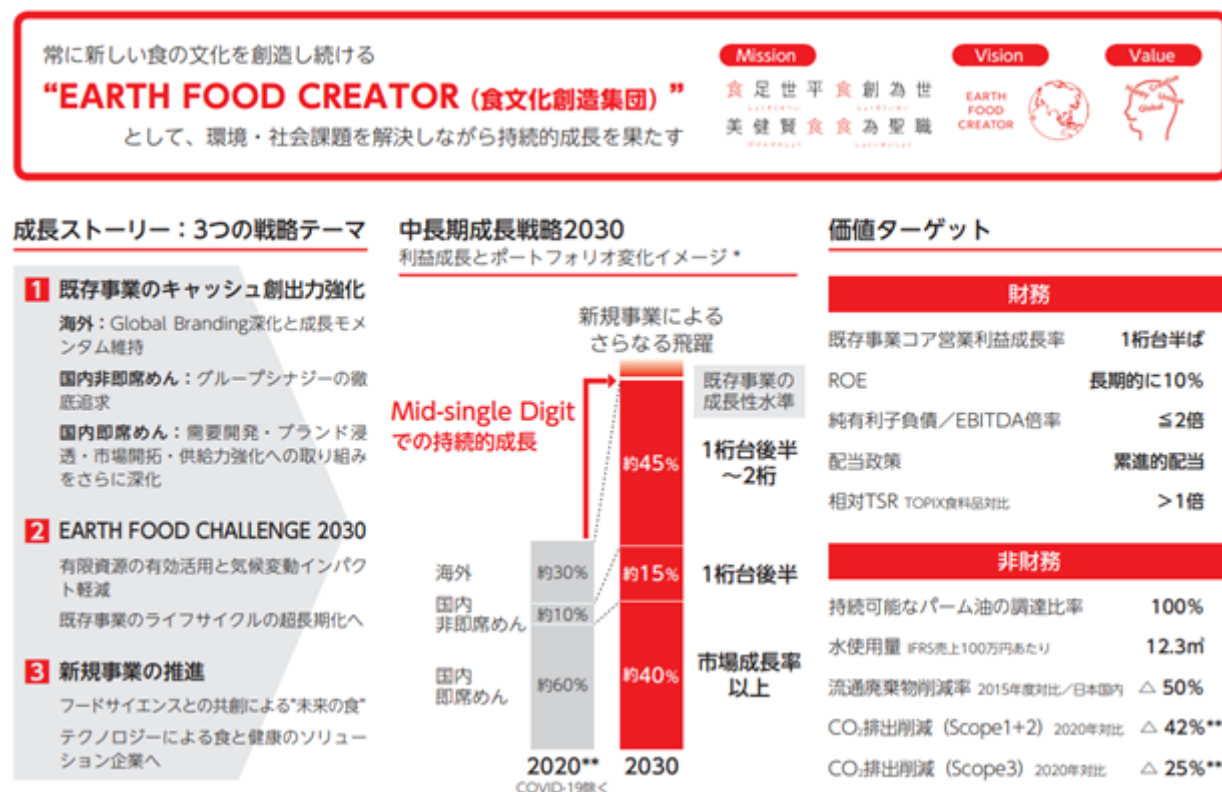 常に新しい食の文化を創造し続ける
“EARTH FOOD CREATOR (食文化創造集団) ”
として、環境・社会課題を解決しながら持続的成長を果たす
Mission
食足世平 食創為世
美健賢食 食為聖職
Vision
EARTH
FOOD
CREATOR
Value
Global
成長ストーリー：3つの戦略テーマ
1 既存事業のキャッシュ創出力強化
海外：Global Branding深化と成長モメ
ンタム維持
国内非即席めん：グループシナジーの徹
底追求
国内即席めん：需要開発・ブランド浸
透・市場開拓・供給力強化への取り組み
をさらに深化
2 EARTH FOOD CHALLENGE 2030
有限資源の有効活用と気候変動インパク
ト軽減
既存事業のライフサイクルの超長期化へ
3 新規事業の推進
フードサイエンスとの共創による"未来の食"
テクノロジーによる食と健康のソリュー
ション企業へ
中長期成長戦略2030
利益成長とポートフォリオ変化イメージ *
新規事業による
さらなる飛躍
既存事業の
成長性水準
Mid-single Digit
での持続的成長
約45%
1桁台後半
～2桁
海外
約30%
約15%
1桁台後半
国内
非即席めん
約10%
国内
即席めん
約60%
約40%
市場成長率
以上
2020** 2030
COVID-19除く
価値ターゲット
財務
既存事業コア営業利益成長率 1桁台半ば
ROE 長期的に10%
純有利子負債／EBITDA倍率 ≦2倍
配当政策 累進的配当
相対TSR TOPIX食料品対比 ＞1倍
非財務
持続可能なパーム油の調達比率 100%
水使用量 IFRS売上100万円あたり 12.3㎥
流通廃棄物削減率 2015年度対比／日本国内 △ 50%
CO₂排出削減（Scope1+2） 2020年対比 △ 42%**
CO₂排出削減（Scope3） 2020年対比 △ 25%**